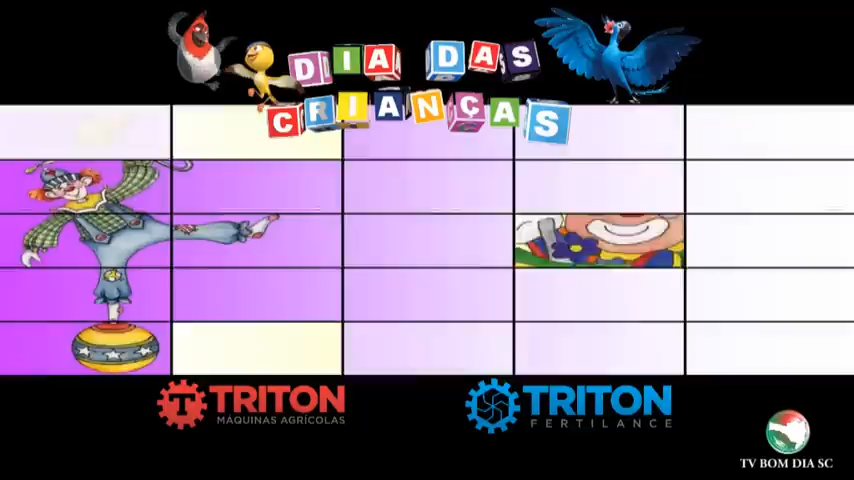 DIA DAS
CRIANÇAS
TRITON
MÁQUINAS AGRÍCOLAS
TRITON
FERTILANCE
TV BOM DIA SC